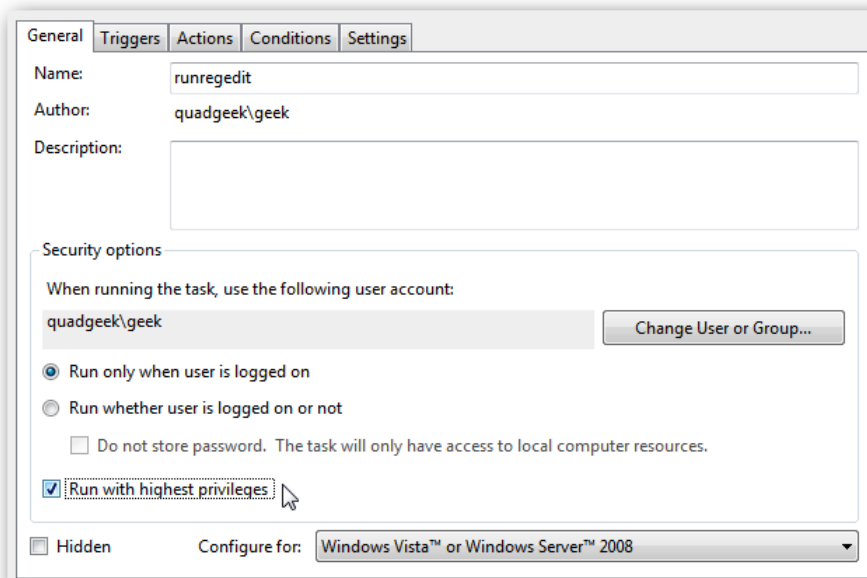 General Triggers Actions Conditions Settings
Name: runregedit
Author: quadgeek\geek
Description:
Security options
When running the task, use the following user account:
quadgeek\geek Change User or Group...
Run only when user is logged on
Run whether user is logged on or not
Do not store password. The task will only have access to local computer resources.
Run with highest privileges
Hidden Configure for: Windows Vista™ or Windows Server™ 2008